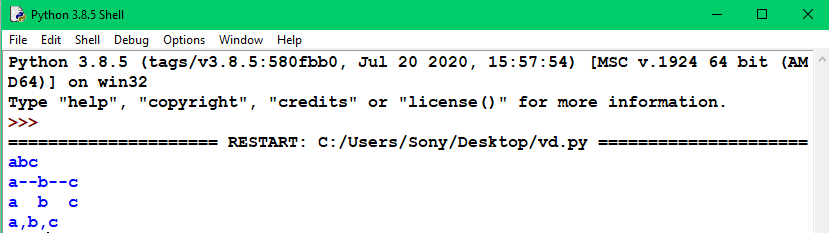 Python 3.8.5 Shell
File Edit Shell Debug Options Window Help
Python 3.8.5 (tags/v3.8.5:580fbb0, Jul 20 2020, 15:57:54) [MSC v.1924 64 bit (AM
D64)] on win32
Type "help", "copyright", "credits" or "license()" for more information.
>>>
===================== RESTART: C:/Users/Sony/Desktop/vd.py =====================
abc
a--b--c
a  b  c
a,b,c